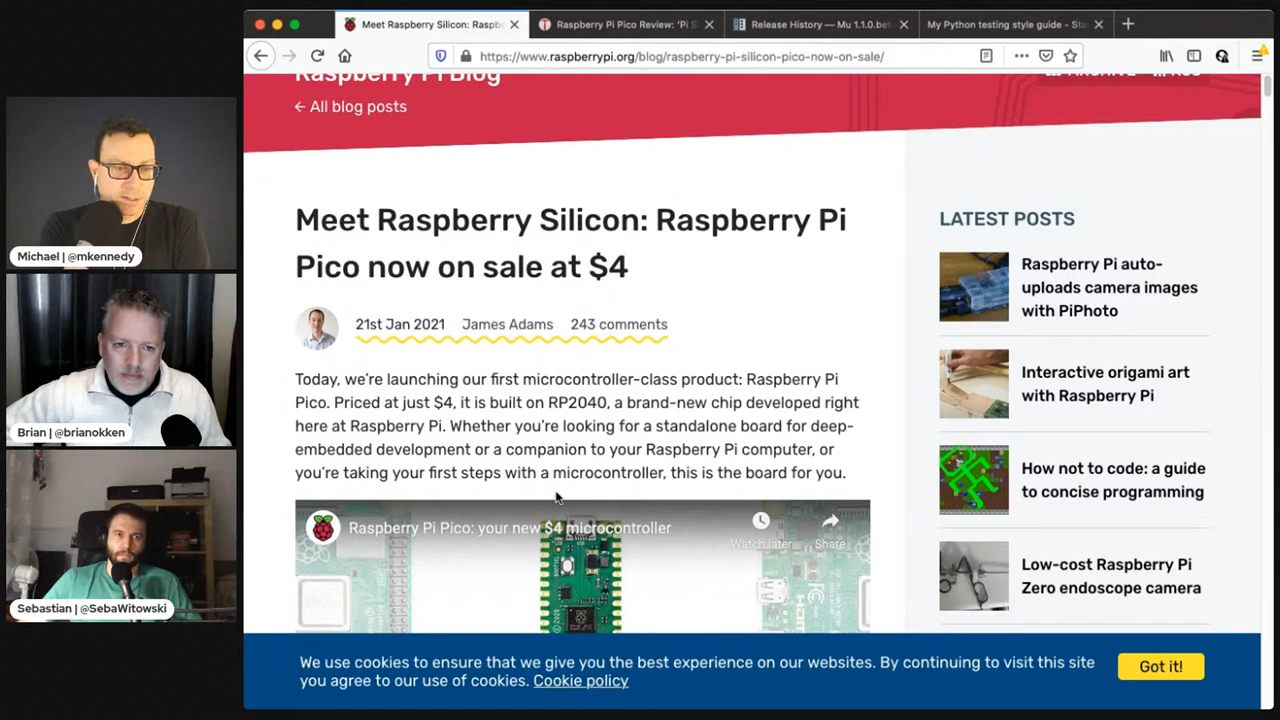 Meet Raspberry Silicon: Raspb
Raspberry Pi Pico Review: 'Pi S
Release History — Mu 1.1.0.bet
My Python testing style guide - Sta
https://www.raspberrypi.org/blog/raspberry-pi-silicon-pico-now-on-sale/
Raspberry Pi Blog
← All blog posts
Meet Raspberry Silicon: Raspberry Pi
Pico now on sale at $4
21st Jan 2021 James Adams 243 comments
Today, we’re launching our first microcontroller-class product: Raspberry Pi
Pico. Priced at just $4, it is built on RP2040, a brand-new chip developed right
here at Raspberry Pi. Whether you’re looking for a standalone board for deep-
embedded development or a companion to your Raspberry Pi computer, or
you’re taking your first steps with a microcontroller, this is the board for you.
Raspberry Pi Pico: your new $4 microcontroller
Watch later
Share
LATEST POSTS
Raspberry Pi auto-
uploads camera images
with PiPhoto
Interactive origami art
with Raspberry Pi
How not to code: a guide
to concise programming
Low-cost Raspberry Pi
Zero endoscope camera
We use cookies to ensure that we give you the best experience on our websites. By continuing to visit this site
you agree to our use of cookies. Cookie policy
Got it!
Michael | @mkennedy
Brian | @brianokken
Sebastian | @SebaWitowski